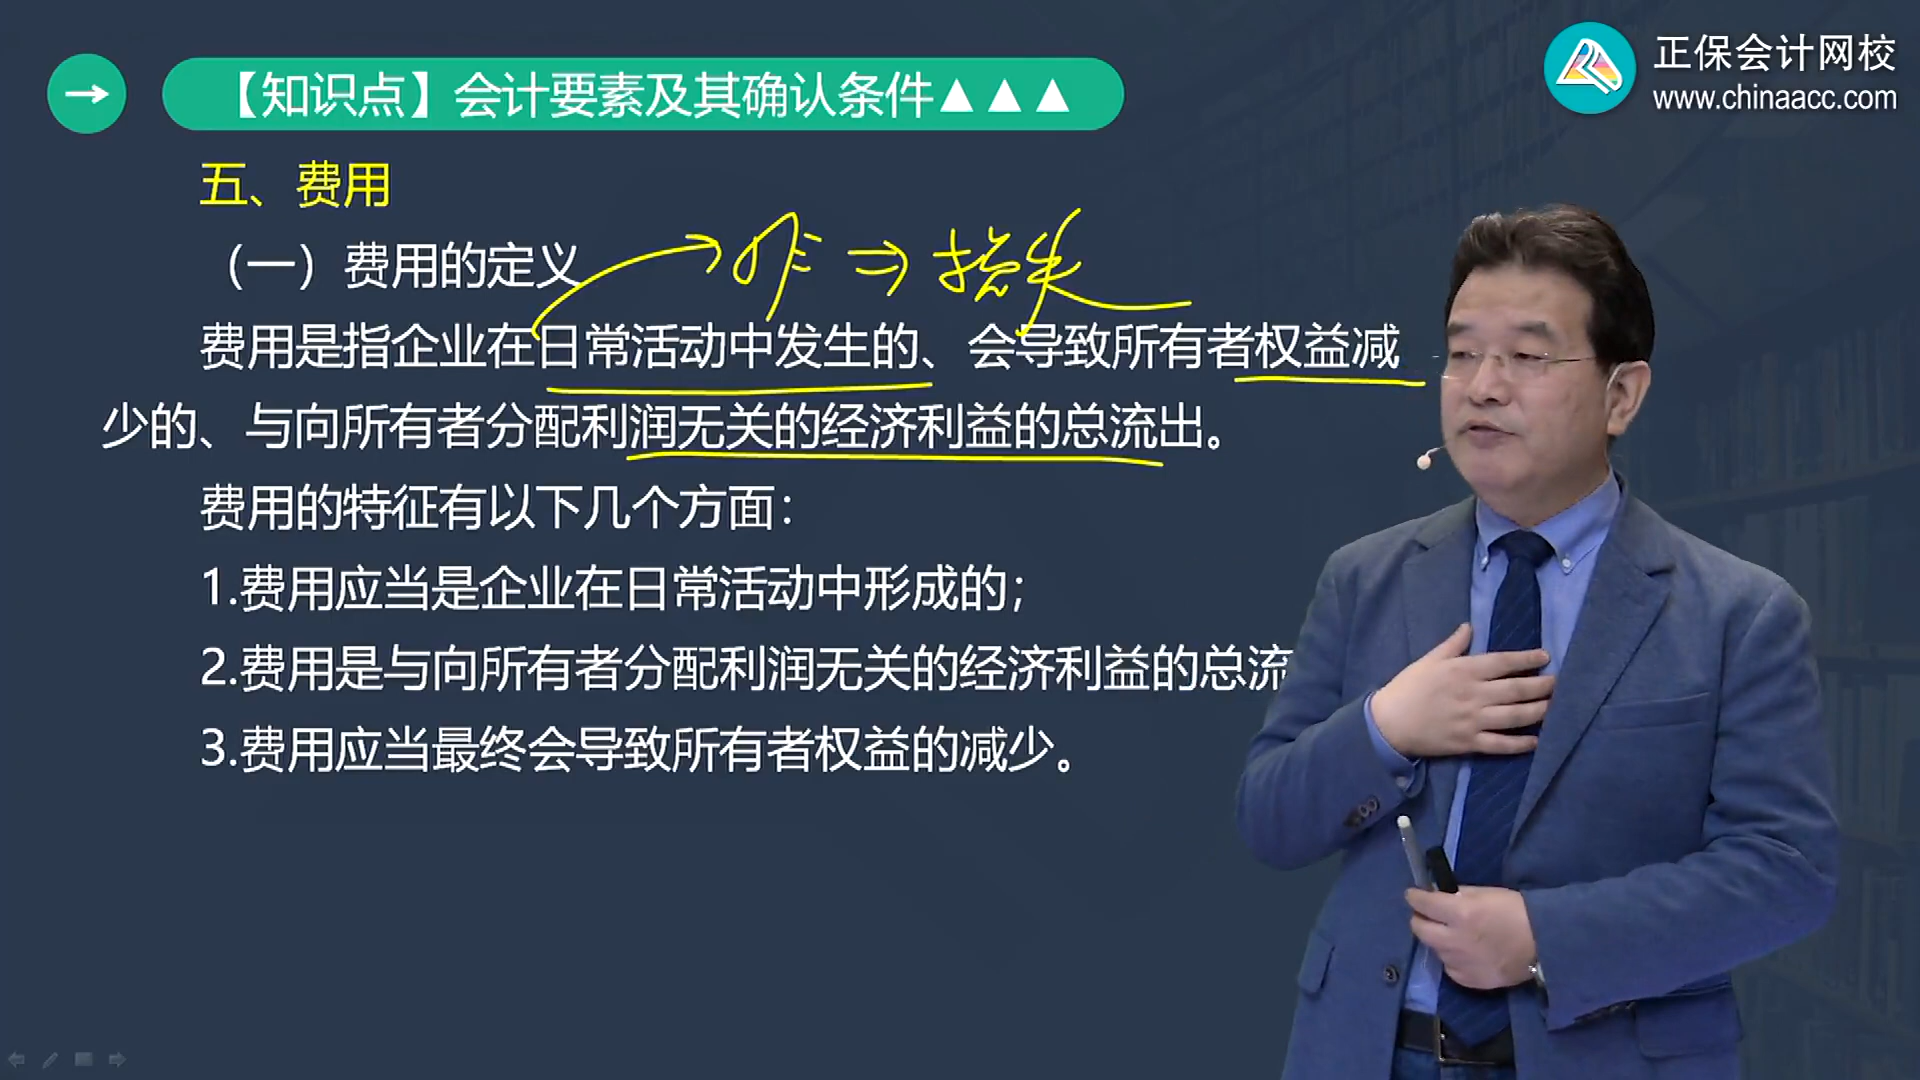 【知识点】会计要素及其确认条件▲▲▲
正保会计网校
www.chinaacc.com
五、费用
（一）费用的定义
非⇒损失
费用是指企业在日常活动中发生的、会导致所有者权益减
少的、与向所有者分配利润无关的经济利益的总流出。
费用的特征有以下几个方面：
1.费用应当是企业在日常活动中形成的；
2.费用是与向所有者分配利润无关的经济利益的总流
3.费用应当最终会导致所有者权益的减少。